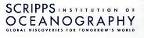 SCRIPPS INSTITUTION OF
OCEANOGRAPHY
GLOBAL DISCOVERIES FOR TOMORROW'S WORLD